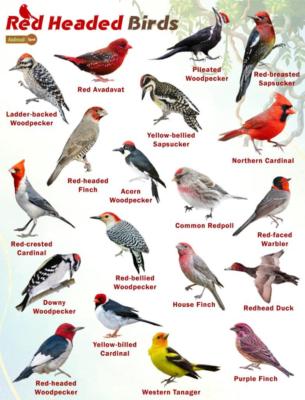 Red Headed Birds
Animal Spot
Pileated
Woodpecker
Red-breasted
Sapsucker
Red Avadavat
Ladder-backed
Woodpecker
Yellow-bellied
Sapsucker
Northern Cardinal
Red-headed
Finch
Acorn
Woodpecker
Common Redpoll
Red-faced
Warbler
Red-crested
Cardinal
Red-bellied
Woodpecker
House Finch
Redhead Duck
Downy
Woodpecker
Yellow-billed
Cardinal
Red-headed
Woodpecker
Western Tanager
Purple Finch